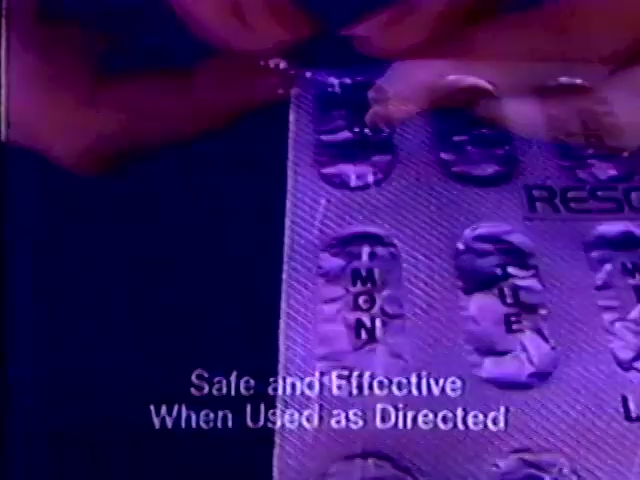 RESO
MON
TUE
Safe and Effective
When Used as Directed